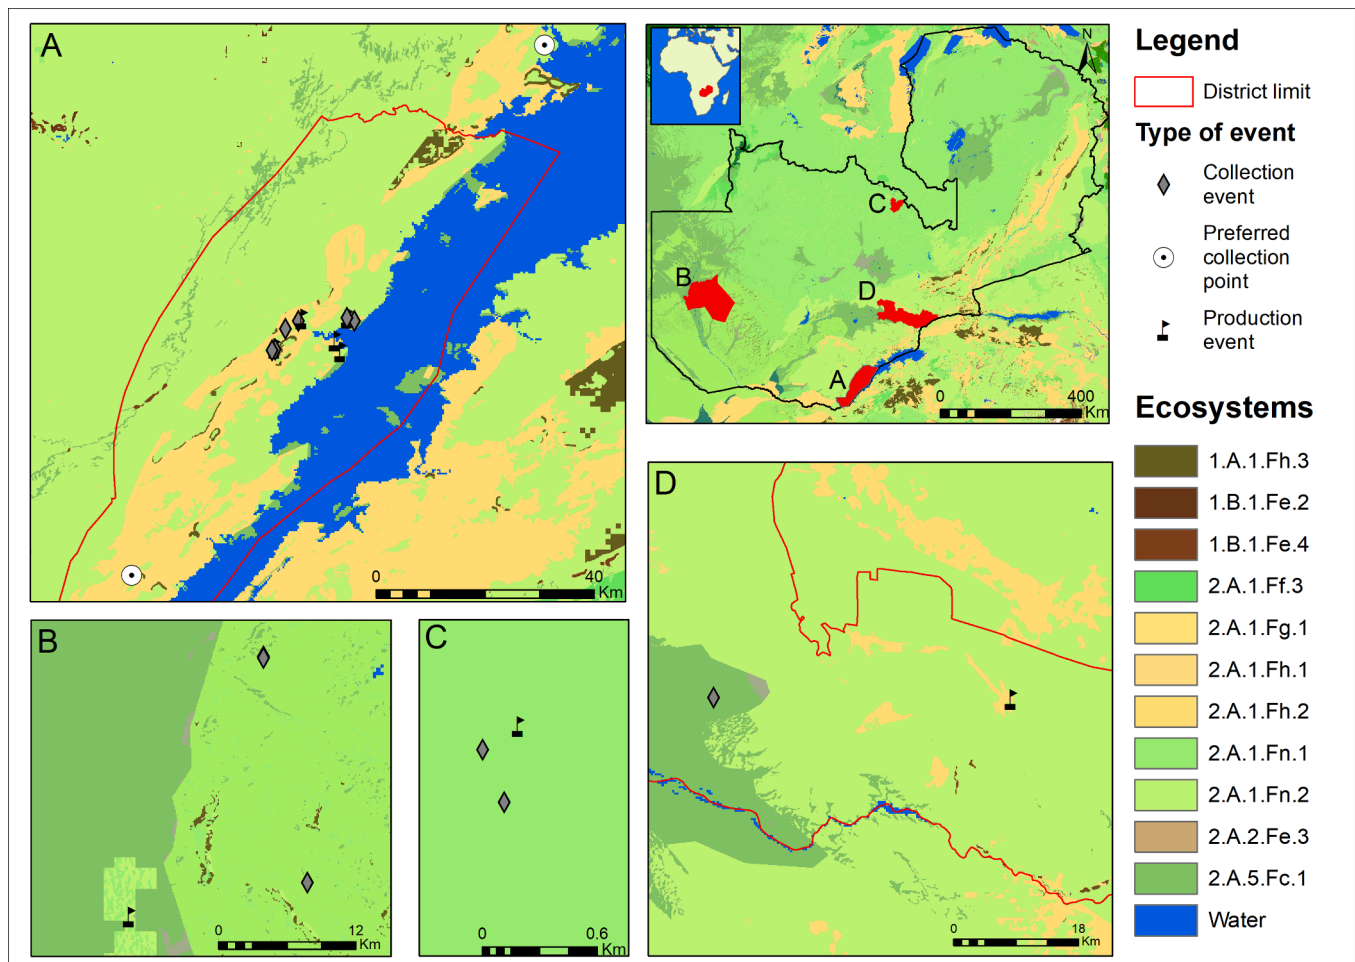 A
0
40
Km
B
0
12
Km
C
0
0.6
Km
N
C
B
D
A
0
400
Km
D
0
18
Km
Legend
District limit
Type of event
Collection
event
Preferred
collection
point
Production
event
Ecosystems
1.A.1.Fh.3
1.B.1.Fe.2
1.B.1.Fe.4
2.A.1.Ff.3
2.A.1.Fg.1
2.A.1.Fh.1
2.A.1.Fh.2
2.A.1.Fn.1
2.A.1.Fn.2
2.A.2.Fe.3
2.A.5.Fc.1
Water